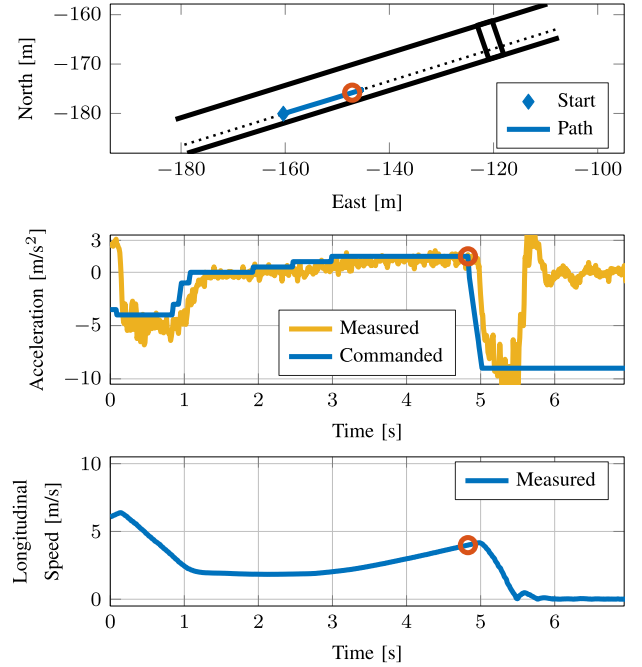 −158
−170
−180
North [m]
Start
Path
−180
−160
−140
−120
−100
East [m]
3
0
−5
−10
Acceleration [m/s²]
Measured
Commanded
0
1
2
3
4
5
6
Time [s]
10
5
0
Longitudinal
Speed [m/s]
Measured
0
1
2
3
4
5
6
Time [s]